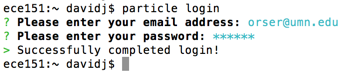 ece151:~ davidj$ particle login
? Please enter your email address: orser@umn.edu
? Please enter your password: ******
> Successfully completed login!
ece151:~ davidj$